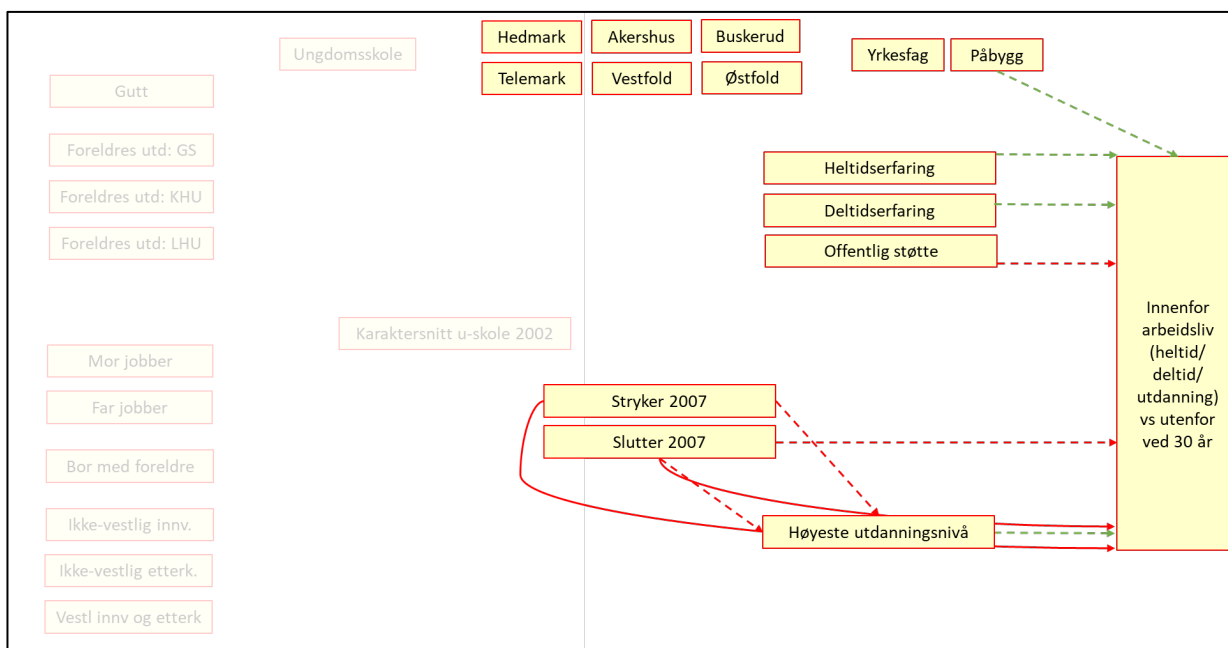 Hedmark
Akershus
Buskerud
Ungdomsskole
Yrkesfag
Påbygg
Telemark
Vestfold
Østfold
Gutt
Foreldres utd: GS
Heltidserfaring
Foreldres utd: KHU
Deltidserfaring
Foreldres utd: LHU
Offentlig støtte
Innenfor
arbeidsliv
(heltid/
deltid/
utdanning)
vs utenfor
ved 30 år
Karaktersnitt u-skole 2002
Mor jobber
Far jobber
Stryker 2007
Slutter 2007
Bor med foreldre
Ikke-vestlig innv.
Høyeste utdanningsnivå
Ikke-vestlig etterk.
Vestl innv og etterk